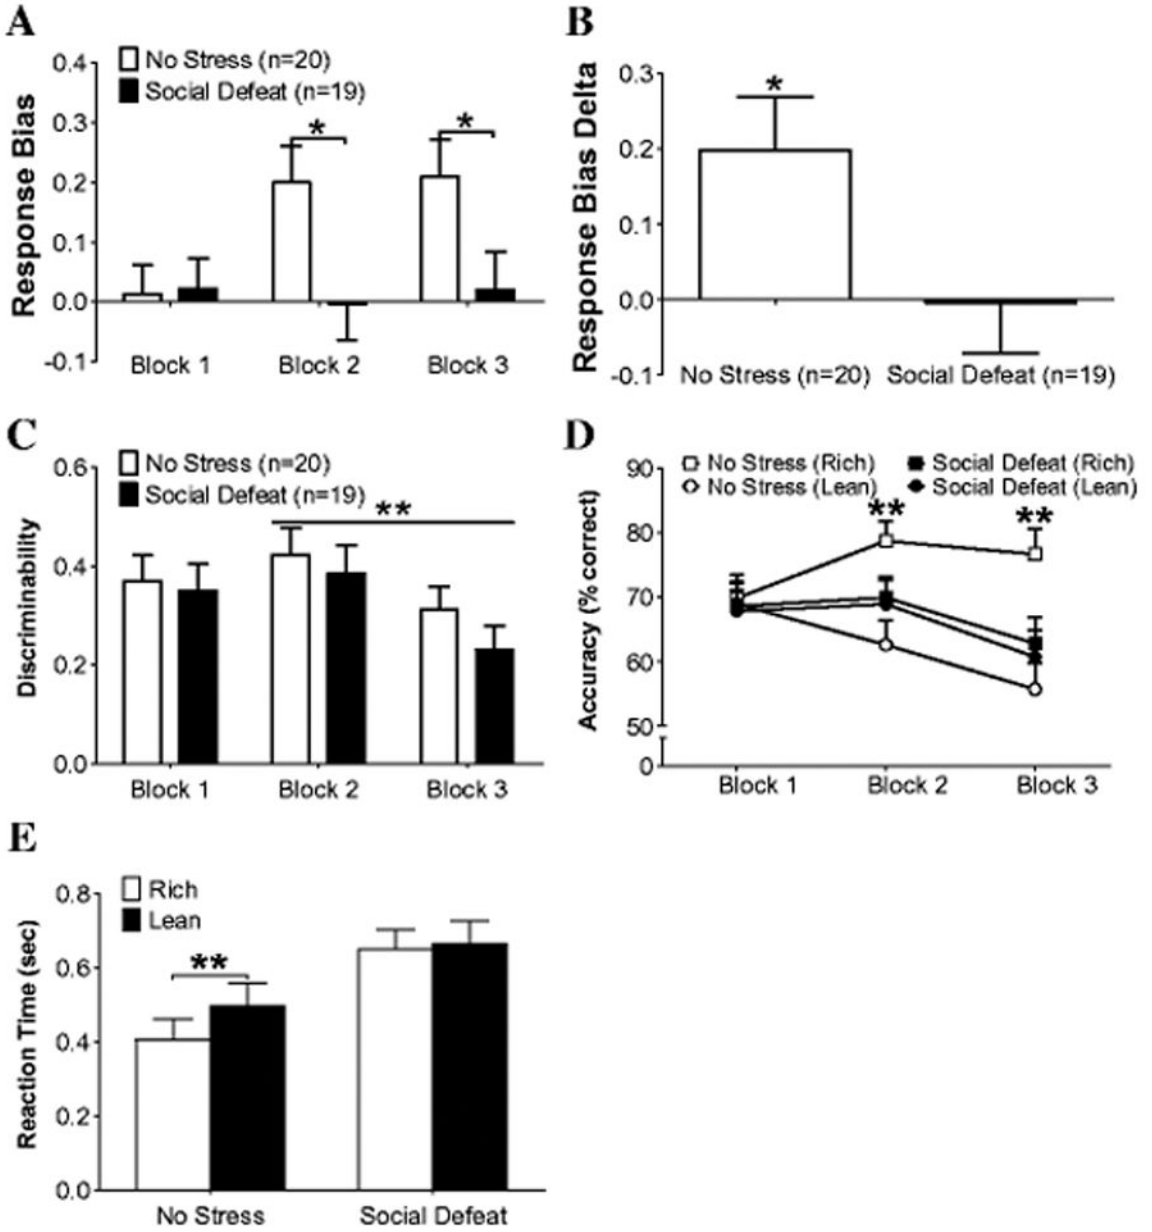 A
No Stress (n=20)
Social Defeat (n=19)
Response Bias
0.4
0.3
0.2
0.1
0.0
-0.1
*
*
Block 1
Block 2
Block 3
B
Response Bias Delta
0.3
0.2
0.1
0.0
-0.1
*
No Stress (n=20)
Social Defeat (n=19)
C
No Stress (n=20)
Social Defeat (n=19)
**
Discriminability
0.6
0.4
0.2
0.0
Block 1
Block 2
Block 3
D
No Stress (Rich)
Social Defeat (Rich)
No Stress (Lean)
Social Defeat (Lean)
**
**
Accuracy (% correct)
90
80
70
60
50
0
Block 1
Block 2
Block 3
E
Rich
Lean
**
Reaction Time (sec)
0.8
0.6
0.4
0.2
0.0
No Stress
Social Defeat